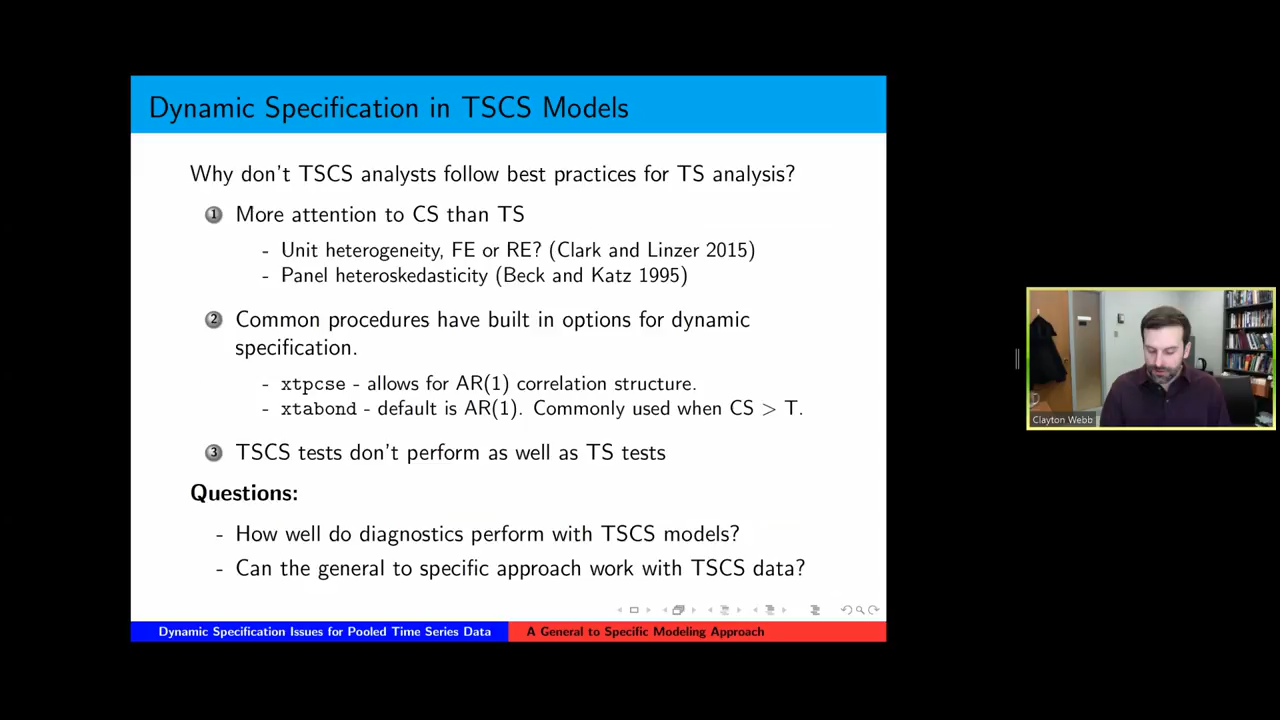 Dynamic Specification in TSCS Models
Why don't TSCS analysts follow best practices for TS analysis?
1 More attention to CS than TS
- Unit heterogeneity, FE or RE? (Clark and Linzer 2015)
- Panel heteroskedasticity (Beck and Katz 1995)
2 Common procedures have built in options for dynamic
specification.
- xtpcse - allows for AR(1) correlation structure.
- xtabond - default is AR(1). Commonly used when CS > T.
3 TSCS tests don't perform as well as TS tests
Questions:
- How well do diagnostics perform with TSCS models?
- Can the general to specific approach work with TSCS data?
Dynamic Specification Issues for Pooled Time Series Data
A General to Specific Modeling Approach
Clayton Webb